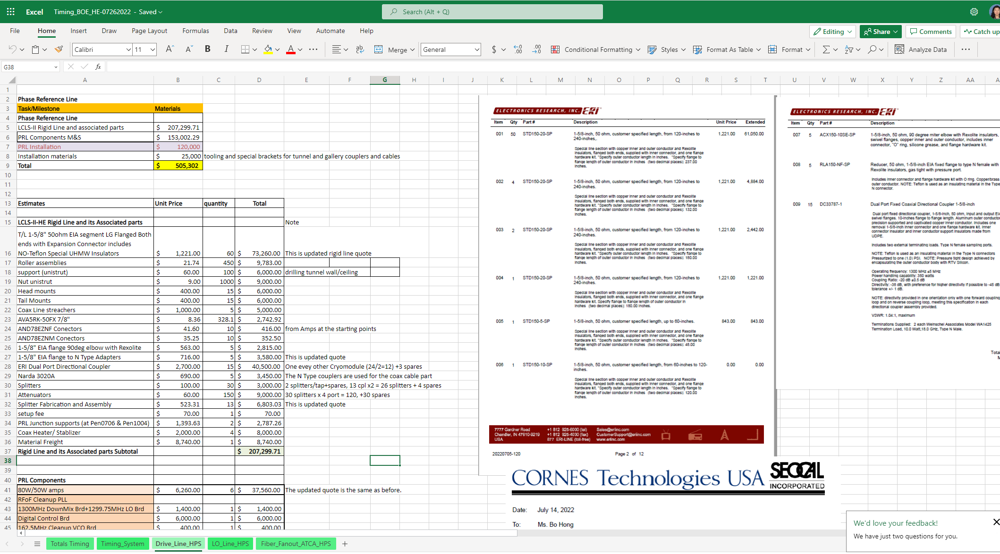 Excel Timing_BOE_HE-07262022 - Saved
Search (Alt + Q)
File Home Insert Draw Page Layout Formulas Data Review View Automate Help
Editing Share Comments Catch up
Calibri 11 A A B I A ... ab Merge General $ .00 .00 Conditional Formatting Styles Format As Table Format Analyze Data ...
G38 fx
A B C D E F G H I J K L M N O P Q R S T U V W X Y Z AA
1
2 Phase Reference Line
3 Task/Milestone Materials
4 Phase Reference Line
5 LCLS-II Rigid Line and associated parts $ 207,299.71
6 PRL Components M&S $ 153,002.29
7 PRL Installation $ 120,000
8 Installation materials $ 25,000 tooling and special brackets for tunnel and gallery couplers and cables
9 Total $ 505,302
10
11
12
13 Estimates Unit Price quantity Total
14
15 LCLS-II-HE Rigid Line and its Associated parts Note
T/L 1-5/8" 50ohm EIA segment LG Flanged Both
ends with Expansion Connector includes
16 NO-Teflon Special UHMW Insulators $ 1,221.00 60 $ 73,260.00 This is updated rigid line quote
17 Roller assemblies $ 21.74 450 $ 9,783.00
18 support (unistrut) $ 60.00 100 $ 6,000.00 drilling tunnel wall/ceiling
19 Nut unistrut $ 9.00 1000 $ 9,000.00
20 Head mounts $ 400.00 15 $ 6,000.00
21 Tail Mounts $ 400.00 15 $ 6,000.00
22 Coax Line streachers $ 1,000.00 5 $ 5,000.00
23 AVA5RK-50FX 7/8" $ 8.36 328.1 $ 2,742.92
24 AND78EZNF Conectors $ 41.60 10 $ 416.00 from Amps at the starting points
25 AND78EZNM Conectors $ 35.25 10 $ 352.50
26 1-5/8" EIA flange 90deg elbow with Rexolite $ 563.00 5 $ 2,815.00
27 1-5/8" EIA flange to N Type Adapters $ 716.00 5 $ 3,580.00 This is updated quote
28 ERI Dual Port Directional Coupler $ 2,700.00 15 $ 40,500.00 One evey other Cryomodule (24/2=12) +3 spares
29 Narda 3020A $ 690.00 5 $ 3,450.00 The N Type couplers are used for the coax cable part
30 Splitters $ 100.00 30 $ 3,000.00 2 splitters/tap+spares, 13 cpl x2 = 26 splitters + 4 spares
31 Attenuators $ 60.00 150 $ 9,000.00 30 splitters x 4 port = 120, +30 spares
32 Splitter Fabrication and Assembly $ 523.31 13 $ 6,803.03 This is updated quote
33 setup fee $ 70.00 1 $ 70.00
34 PRL Junction supports (at Pen0706 & Pen1004) $ 1,393.63 2 $ 2,787.26
35 Coax Heater/ Stablizer $ 2,000.00 4 $ 8,000.00
36 Material Freight $ 8,740.00 1 $ 8,740.00
37 Rigid Line and its Associated parts Subtotal $ 207,299.71
38
39
40 PRL Components
41 80W/50W amps $ 6,260.00 6 $ 37,560.00 The updated quote is the same as before.
42 RFoF Cleanup PLL
43 1300MHz DownMix Brd+1299.75MHz LO Brd $ 1,400.00 1 $ 1,400.00
44 Digital Control Brd $ 6,000.00 1 $ 6,000.00
45 162.5MHz Cleanup VCO Brd $ 400.00 1 $ 400.00
ELECTRONICS RESEARCH, INC. ERI
Item Qty Part # Description Unit Price Extended
001 50 STD150-20-SP 1-5/8-inch, 50 ohm, customer specified length, from 120-inches to 1,221.00 61,050.00
240-inches,.
Special line section with copper inner and outer conductor and Rexolite
insulators, flanged both ends, supplied with inner connector, and one flange
hardware kit. "Specify outer conductor length in inches. "Specify flange to
flange length of outer conductor in inches (two decimal places): 237.00
inches.
002 4 STD150-20-SP 1-5/8-inch, 50 ohm, customer specified length, from 120-inches to 1,221.00 4,884.00
240-inches.
Special line section with copper inner and outer conductor and Rexolite
insulators, flanged both ends, supplied with inner connector, and one flange
hardware kit. "Specify outer conductor length in inches. "Specify flange to
flange length of outer conductor in inches (two decimal places): 132.00
inches.
003 2 STD150-20-SP 1-5/8-inch, 50 ohm, customer specified length, from 120-inches to 1,221.00 2,442.00
240-inches.
Special line section with copper inner and outer conductor and Rexolite
insulators, flanged both ends, supplied with inner connector, and one flange
hardware kit. "Specify outer conductor length in inches. "Specify flange to
flange length of outer conductor in inches (two decimal places): 180.00
inches.
004 1 STD150-20-SP 1-5/8-inch, 50 ohm, customer specified length, from 120-inches to 1,221.00 1,221.00
240-inches.
Special line section with copper inner and outer conductor and Rexolite
insulators, flanged both ends, supplied with inner connector, and one flange
hardware kit. Specify flange to flange length of outer conductor in
inches (two decimal places): 180.00 inches.
005 1 STD150-5-SP 1-5/8-inch, 50 ohm, customer specified length, up to 60-inches. 843.00 843.00
Special line section with copper inner and outer conductor and Rexolite
insulators, flanged both ends, supplied with inner connector, and one flange
hardware kit. "Specify outer conductor length in inches. "Specify flange to
flange length of outer conductor in inches (two decimal places): 48.00
inches.
006 1 STD150-10-SP 1-5/8-inch, 50 ohm, customer specified length, from 60-inches to 120- 0.00 0.00
inches.
Special line section with copper inner and outer conductor and Rexolite
insulators, flanged both ends, supplied with inner connector, and one flange
hardware kit. "Specify outer conductor length in inches. "Specify flange to
flange length of outer conductor in inches (two decimal places): 120.00
inches.
7777 Gardner Road +1 812 925-6000 (tel) Sales@eriinc.com
Chandler, IN 47610-9219 +1 812 925-4030 (fax) CustomerSupport@eriinc.com
USA 877 ERI-LINE (toll-free) www.eriinc.com
20220705-120 Page 2 of 12
ELECTRONICS RESEARCH, INC. ERI
Item Qty Part # Description
007 5 ACX150-10SE-SP 1-5/8-inch, 50 ohm, 90 degree miter elbow with Rexolite insulators,
swivel flanges, copper inner and outer conductor, includes inner
connector, "O" ring, silicone grease, and flange hardware kit.
008 5 RLA150-NF-SP Reducer, 50 ohm, 1-5/8-inch EIA fixed flange to type N female with
Rexolite insulators, gas tight with pressure port.
Includes inner connector and flange hardware kit with O ring. Copper/brass
outer conductor. NOTE: Teflon is used as an insulating material in the Type
N connector.
009 15 DC33787-1 Dual Port Fixed Coaxial Directional Coupler 1-5/8-inch
Dual port fixed directional coupler, 1-5/8-inch, 50 ohm, Input and output EIA
swivel flanges. 10-inches flange to flange length. Aluminum outer conductor
precision supported and captivated copper inner conductor. Includes one
removal 1-5/8-inch inner connector and one flange hardware kit. Inner
connector insulator and inner conductor support insulators made from
UDPE.
Includes two external terminating loads. Type N female sampling ports.
NOTE: Teflon is used as an insulating material in the Type N connectors
Pressurized to one (1.0) PSI. NOTE: Pressure tight design achieved by
encapsulating the outer conductor body with RTV Silicon.
Operating frequency: 1300 MHz ±5 MHz
Power handling capability: 350 watts
Coupling Ratio: -20 dB ±0.5 dB
Directivity: -38 dB, with preference for higher directivity if possible to -45 dB
tolerance +/- 1 dB.
NOTE: directivity provided in one orientation only with one forward coupling
loop and on reverse coupling loop, meeting this specification in each
directional coupler assembly provided.
VSWR: 1.04:1, maximum
Terminations Supplied: 2 each Weinschel Associates Model WA1425
Termination Load, 10.0 Watt,18.0 GHz, Type N Male.
Total
CORNES Technologies USA SEOCAL
INCORPORATED
Date: July 14, 2022
To: Ms. Bo Hong
We'd love your feedback!
We have just two questions for you.
Totals Timing Timing_System Drive_Line_HPS LO_Line_HPS Fiber_Fanout_ATCA_HPS +